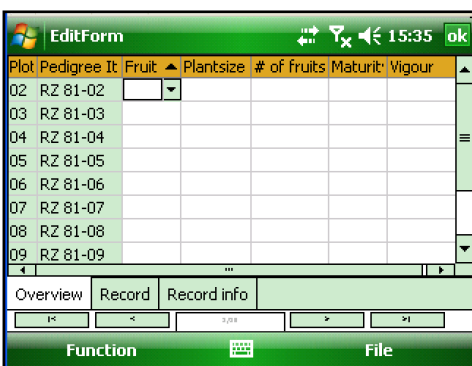 EditForm 15:35 ok
Plot Pedigree It Fruit Plantsize # of fruits Maturit Vigour
02 RZ 81-02
03 RZ 81-03
04 RZ 81-04
05 RZ 81-05
06 RZ 81-06
07 RZ 81-07
08 RZ 81-08
09 RZ 81-09
Overview Record Record info
Function File